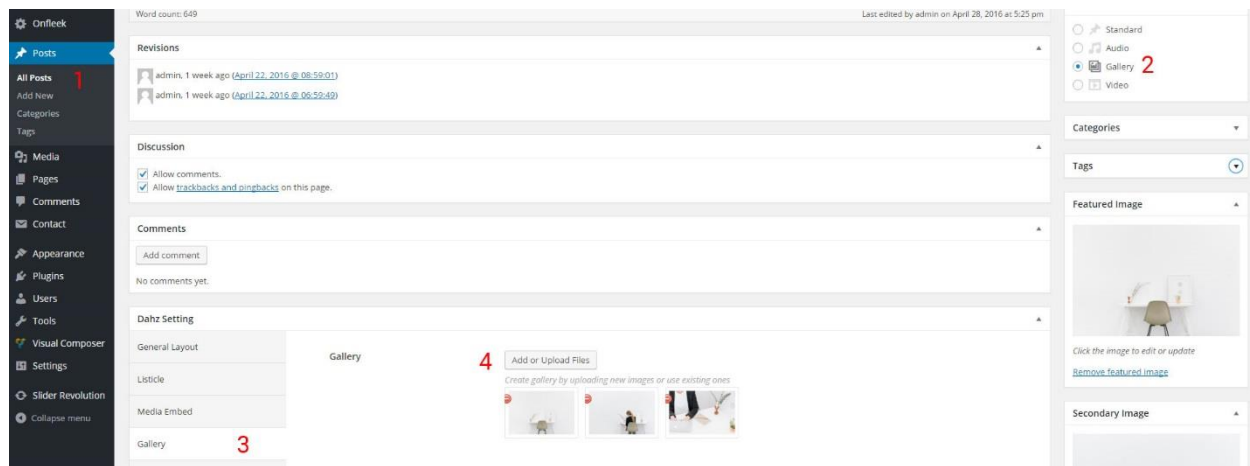 Onfleek
Posts
All Posts
1
Add New
Categories
Tags
Media
Pages
Comments
Contact
Appearance
Plugins
Users
Tools
Visual Composer
Settings
Slider Revolution
Collapse menu
Word count: 649
Last edited by admin on April 28, 2016 at 5:25 pm
Revisions
admin, 1 week ago (April 22, 2016 @ 08:59:01)
admin, 1 week ago (April 22, 2016 @ 06:59:49)
Discussion
Allow comments.
Allow trackbacks and pingbacks on this page.
Comments
Add comment
No comments yet.
Dahz Setting
General Layout
Listicle
Media Embed
Gallery
3
Gallery
4
Add or Upload Files
Create gallery by uploading new images or use existing ones
Standard
Audio
Gallery
2
Video
Categories
Tags
Featured Image
Click the image to edit or update
Remove featured image
Secondary Image